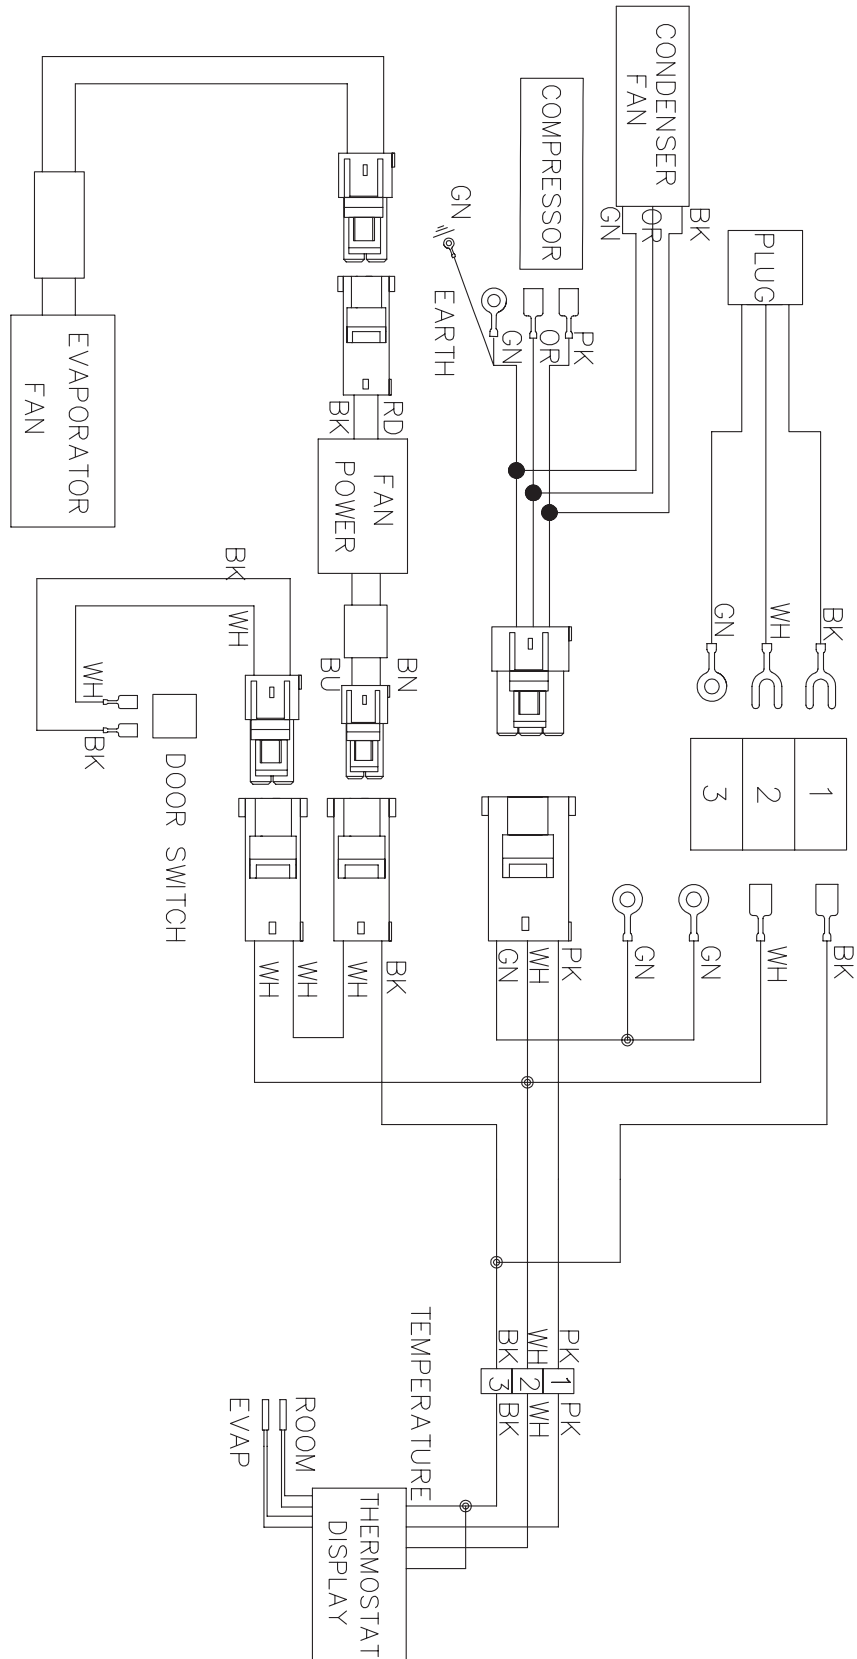 CONDENSER
FAN
BK
OR
GN
COMPRESSOR
PK
OR
GN
GN
EARTH
PLUG
BK
WH
GN
1
2
3
BK
WH
GN
GN
EVAPORATOR
FAN
RD
BK
FAN
POWER
BN
BU
BK
WH
WH
BK
DOOR SWITCH
WH
WH
WH
BK
GN
WH
PK
PK
WH
BK
1
2
3
PK
WH
BK
TEMPERATURE
ROOM
EVAP
THERMOSTAT
DISPLAY